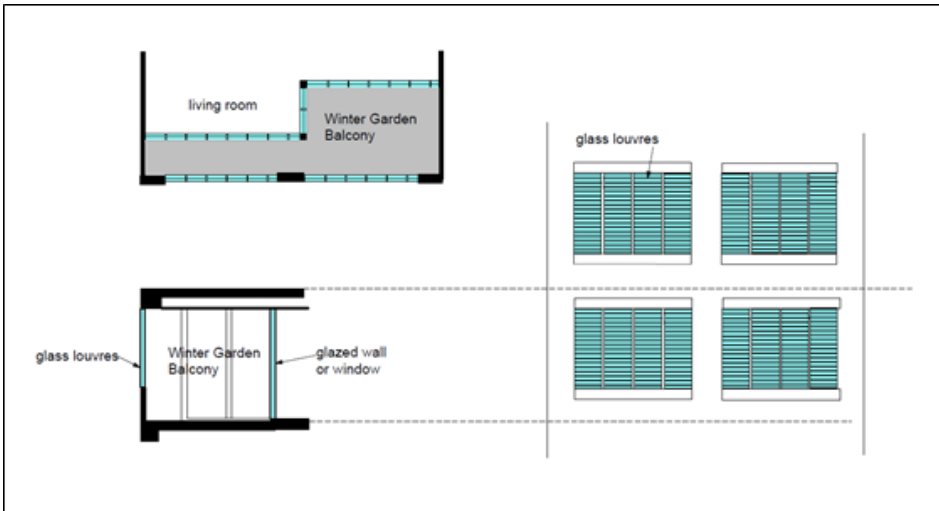 living room
Winter Garden
Balcony
glass louvres
glass louvres
Winter Garden
Balcony
glazed wall
or window